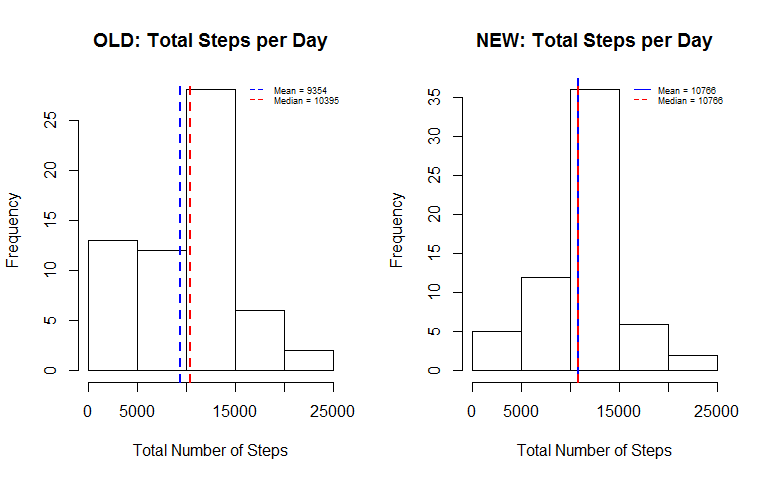 OLD: Total Steps per Day
Mean = 9354
Median = 10395
Frequency
25
20
15
10
5
0
0 5000 15000 25000
Total Number of Steps
NEW: Total Steps per Day
Mean = 10766
Median = 10766
Frequency
35
30
25
20
15
10
5
0
0 5000 15000 25000
Total Number of Steps